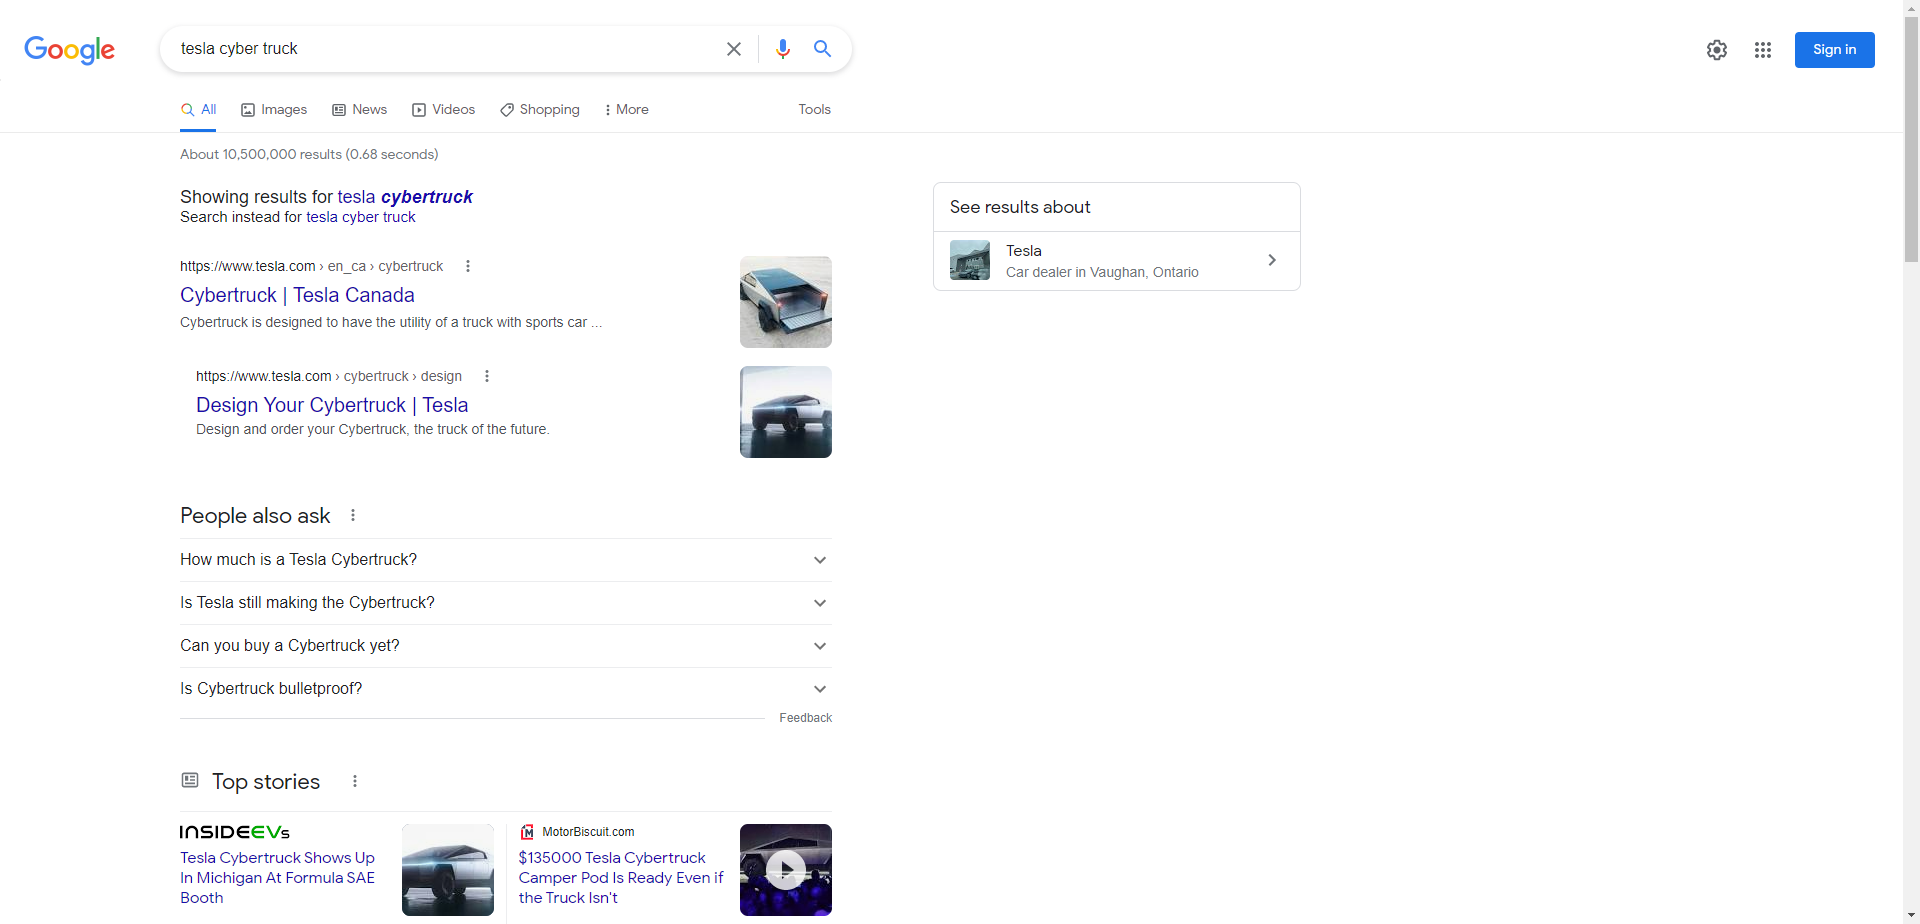 Google
tesla cyber truck
Sign in
All
Images
News
Videos
Shopping
More
Tools
About 10,500,000 results (0.68 seconds)
Showing results for tesla cybertruck
Search instead for tesla cyber truck
https://www.tesla.com › en_ca › cybertruck
Cybertruck | Tesla Canada
Cybertruck is designed to have the utility of a truck with sports car ...
https://www.tesla.com › cybertruck › design
Design Your Cybertruck | Tesla
Design and order your Cybertruck, the truck of the future.
People also ask
How much is a Tesla Cybertruck?
Is Tesla still making the Cybertruck?
Can you buy a Cybertruck yet?
Is Cybertruck bulletproof?
Feedback
Top stories
INSIDEEVs
Tesla Cybertruck Shows Up
In Michigan At Formula SAE
Booth
M MotorBiscuit.com
$135000 Tesla Cybertruck
Camper Pod Is Ready Even if
the Truck Isn't
See results about
Tesla
Car dealer in Vaughan, Ontario